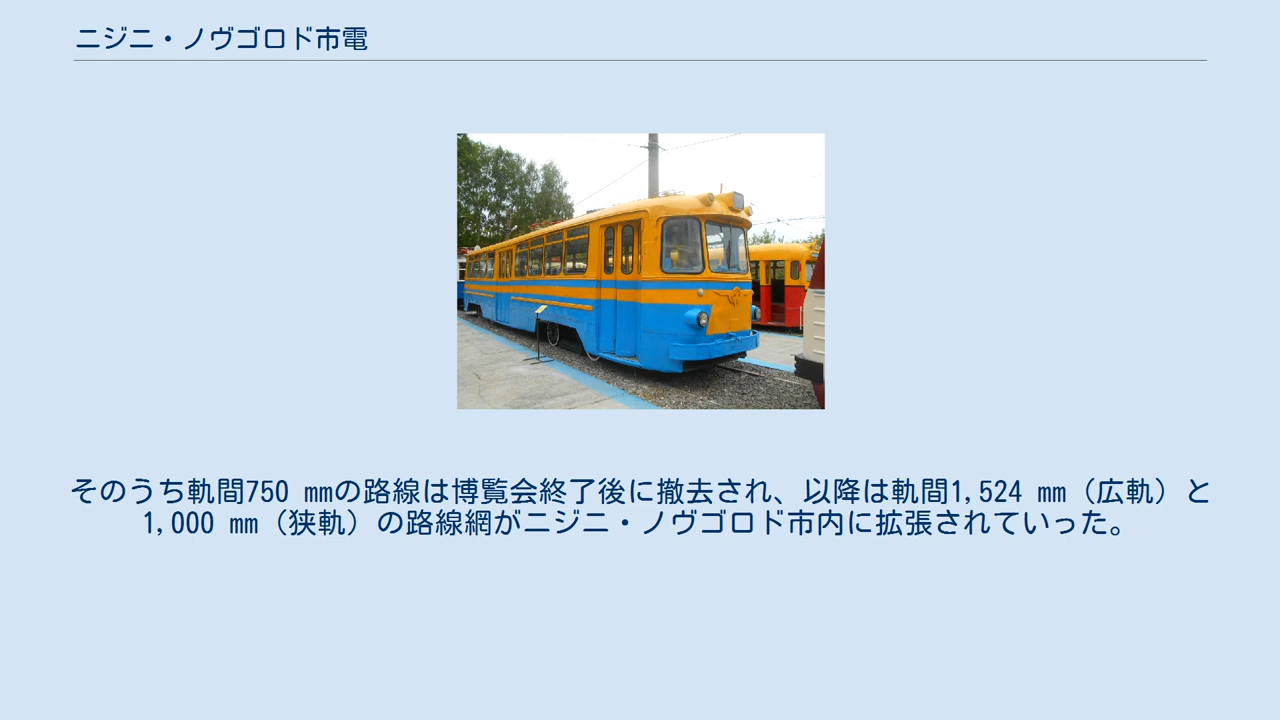 ニジニ・ノヴゴロド市電
そのうち軌間750 mmの路線は博覧会終了後に撤去され、以降は軌間1,524 mm（広軌）と
1,000 mm（狭軌）の路線網がニジニ・ノヴゴロド市内に拡張されていった。